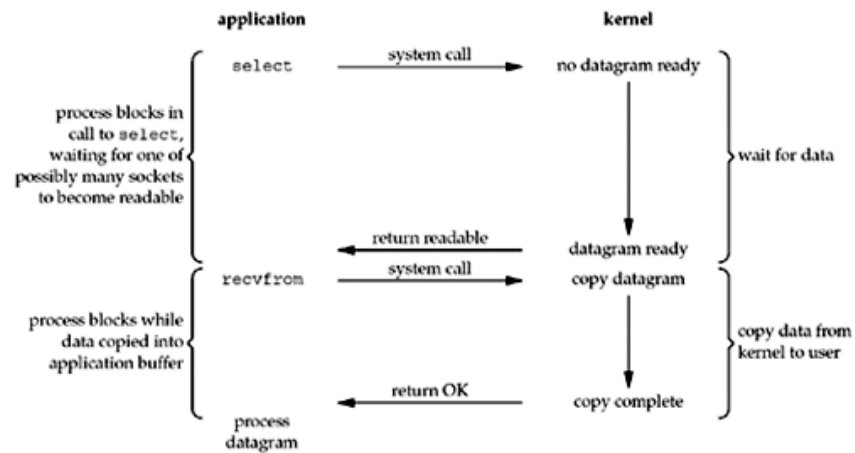 application
kernel
select
system call
no datagram ready
process blocks in
call to select,
waiting for one of
possibly many sockets
to become readable
wait for data
return readable
datagram ready
recvfrom
system call
copy datagram
process blocks while
data copied into
application buffer
copy data from
kernel to user
return OK
copy complete
process
datagram